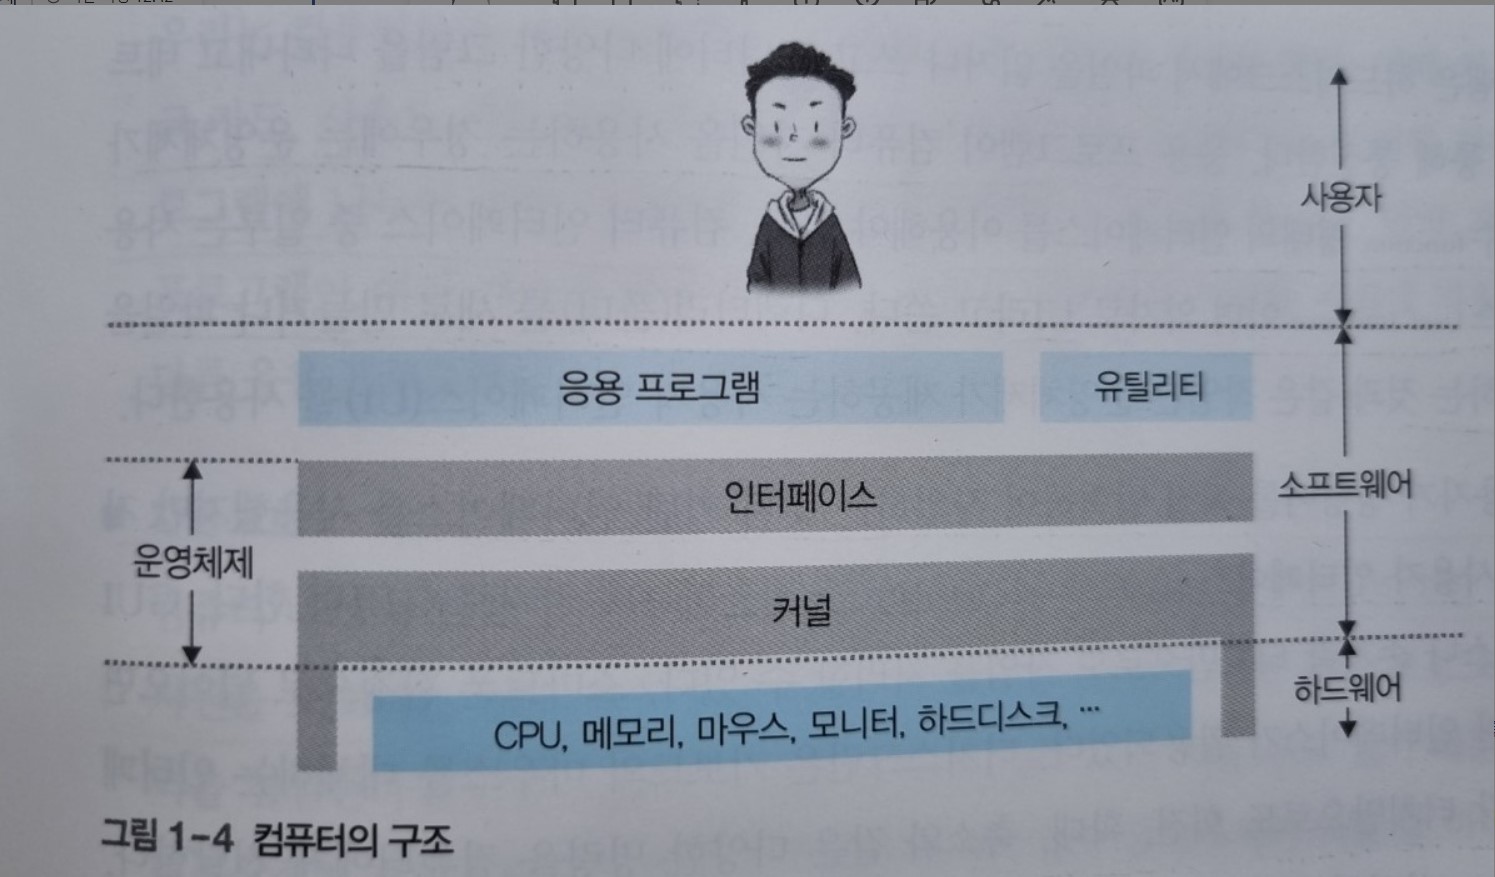 사용자
응용 프로그램
유틸리티
인터페이스
소프트웨어
운영체제
커널
하드웨어
CPU, 메모리, 마우스, 모니터, 하드디스크, …
그림 1-4 컴퓨터의 구조